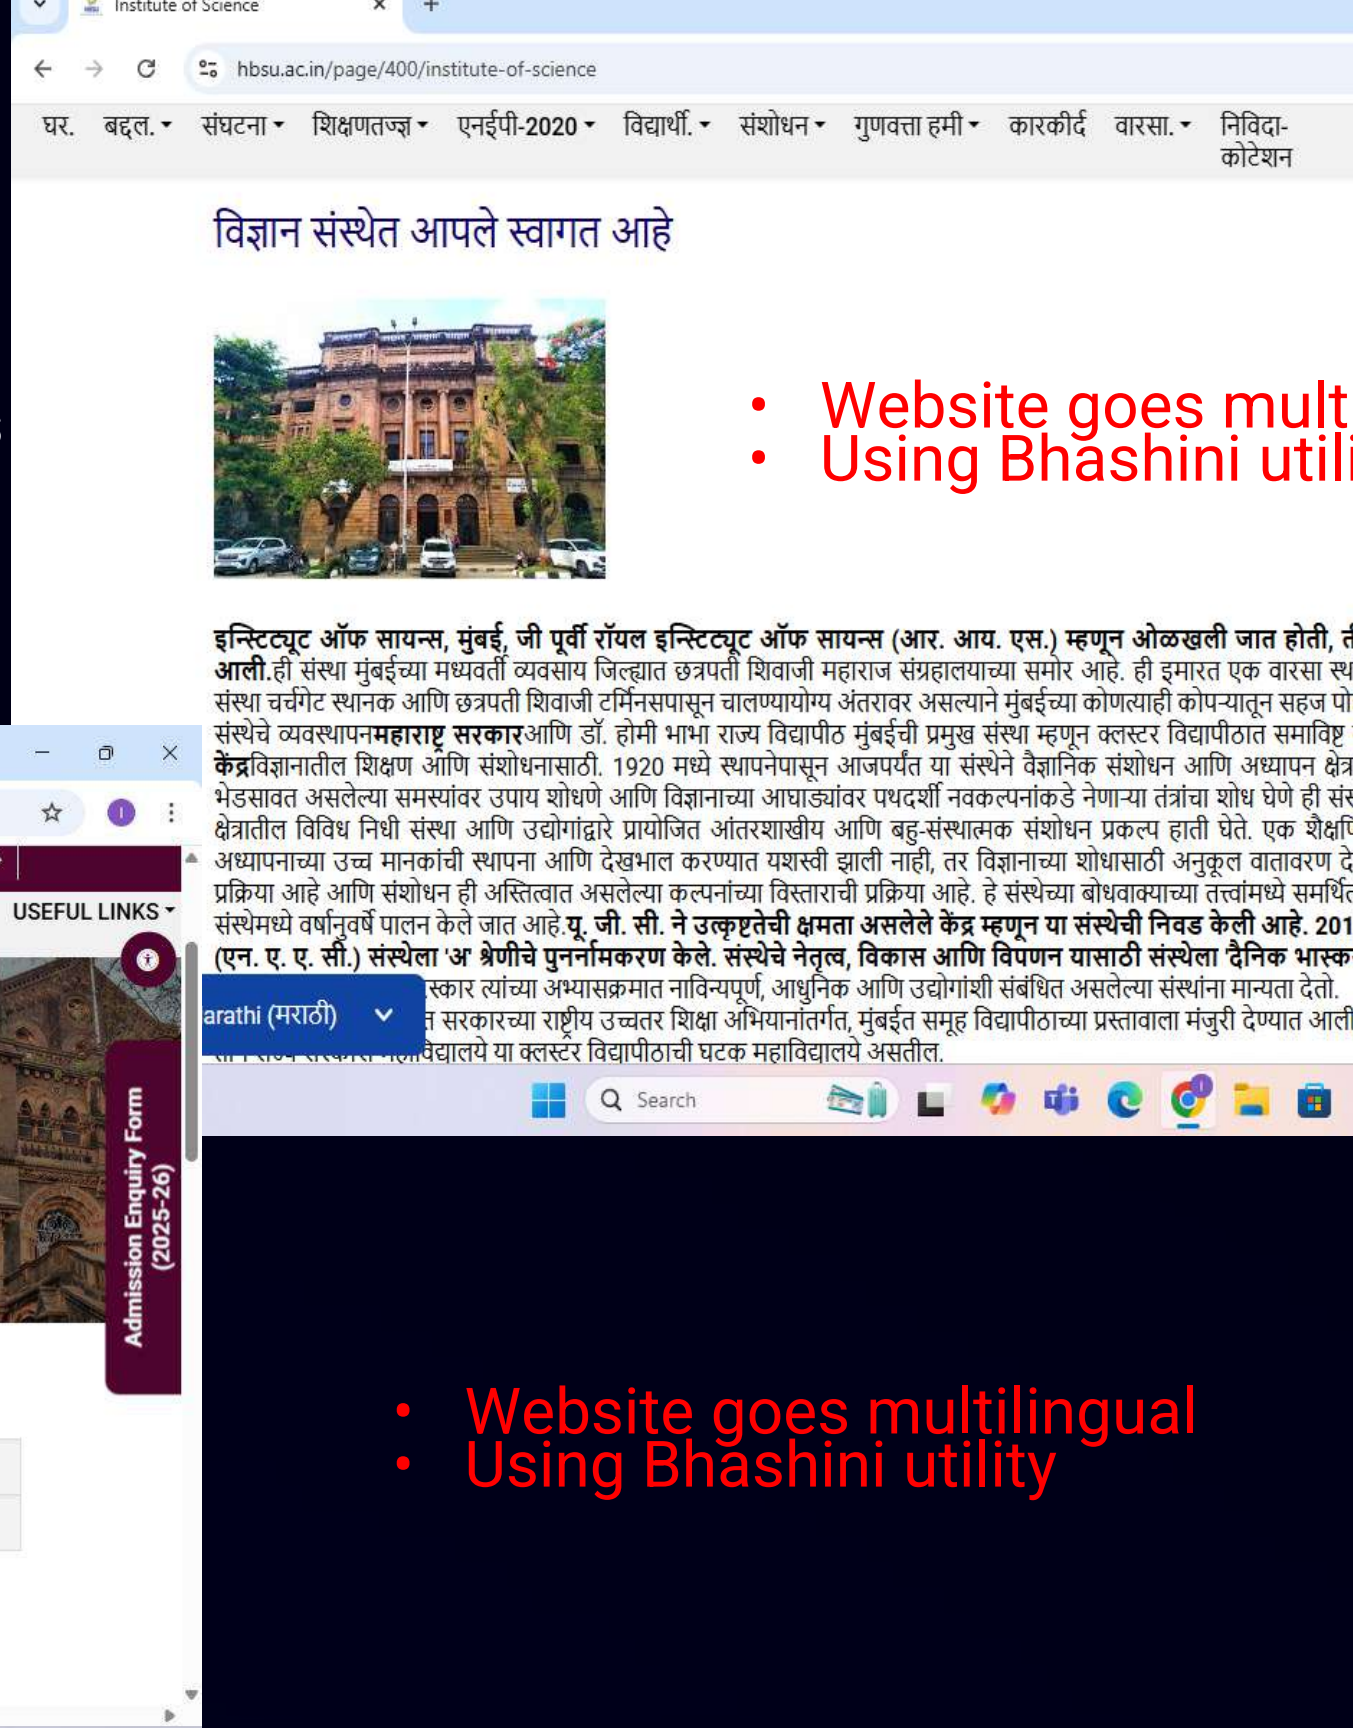 Institute of Science
hbsu.ac.in/page/400/institute-of-science
घर. बद्दल. संघटना शिक्षणतज्ज्ञ एनईपी-2020 विद्यार्थी. संशोधन गुणवत्ता हमी कारकीर्द वारसा. निविदा-
कोटेशन
विज्ञान संस्थेत आपले स्वागत आहे
Website goes mult
Using Bhashini utili
इन्स्टिट्यूट ऑफ सायन्स, मुंबई, जी पूर्वी रॉयल इन्स्टिट्यूट ऑफ सायन्स (आर. आय. एस.) म्हणून ओळखली जात होती,
आली.ही संस्था मुंबईच्या मध्यवर्ती व्यवसाय जिल्ह्यात छत्रपती शिवाजी महाराज संग्रहालयाच्या समोर आहे. ही इमारत एक वारसा
संस्था चर्चगेट स्थानक आणि छत्रपती शिवाजी टर्मिनसपासून चालण्यायोग्य अंतरावर असल्याने मुंबईच्या कोणत्याही कोपऱ्यातून सहज
संस्थेचे व्यवस्थापनमहाराष्ट्र सरकारआणि डॉ. होमी भाभा राज्य विद्यापीठ मुंबईची प्रमुख संस्था म्हणून क्लस्टर विद्यापीठात समाविष्ट
केंद्रविज्ञानातील शिक्षण आणि संशोधनासाठी. 1920 मध्ये स्थापनेपासून आजपर्यंत या संस्थेने वैज्ञानिक संशोधन आणि अध्यापन
भेडसावत असलेल्या समस्यांवर उपाय शोधणे आणि विज्ञानाच्या आघाड्यांवर पथदर्शी नवकल्पनांकडे नेणाऱ्या तंत्रांचा शोध घेणे ही
क्षेत्रातील विविध निधी संस्था आणि उद्योगांद्वारे प्रायोजित आंतरशाखीय आणि बहु-संस्थात्मक संशोधन प्रकल्प हाती घेते. एक
अध्यापनाच्या उच्च मानकांची स्थापना आणि देखभाल करण्यात यशस्वी झाली नाही, तर विज्ञानाच्या शोधासाठी अनुकूल वातावरण
प्रक्रिया आहे आणि संशोधन ही अस्तित्वात असलेल्या कल्पनांच्या विस्ताराची प्रक्रिया आहे. हे संस्थेच्या बोधवाक्याच्या तत्त्वांमध्ये
संस्थेमध्ये वर्षानुवर्षे पालन केले जात आहे.यू. जी. सी. ने उत्कृष्टतेची क्षमता असलेले केंद्र म्हणून या संस्थेची निवड केली आहे. 201
(एन. ए. ए. सी.) संस्थेला 'अ' श्रेणीचे पुनर्नामकरण केले. संस्थेचे नेतृत्व, विकास आणि विपणन यासाठी संस्थेला 'दैनिक
स्कार त्यांच्या अभ्यासक्रमात नाविन्यपूर्ण, आधुनिक आणि उद्योगांशी संबंधित असलेल्या संस्थांना मान्यता देतो.
त सरकारच्या राष्ट्रीय उच्चतर शिक्षा अभियानांतर्गत, मुंबईत समूह विद्यापीठाच्या प्रस्तावाला मंजुरी देण्यात आली
या क्लस्टर विद्यापीठाची घटक महाविद्यालये असतील.
USEFUL LINKS
arathi (मराठी)
Admission Enquiry Form
(2025-26)
Search
Website goes multilingual
Using Bhashini utility